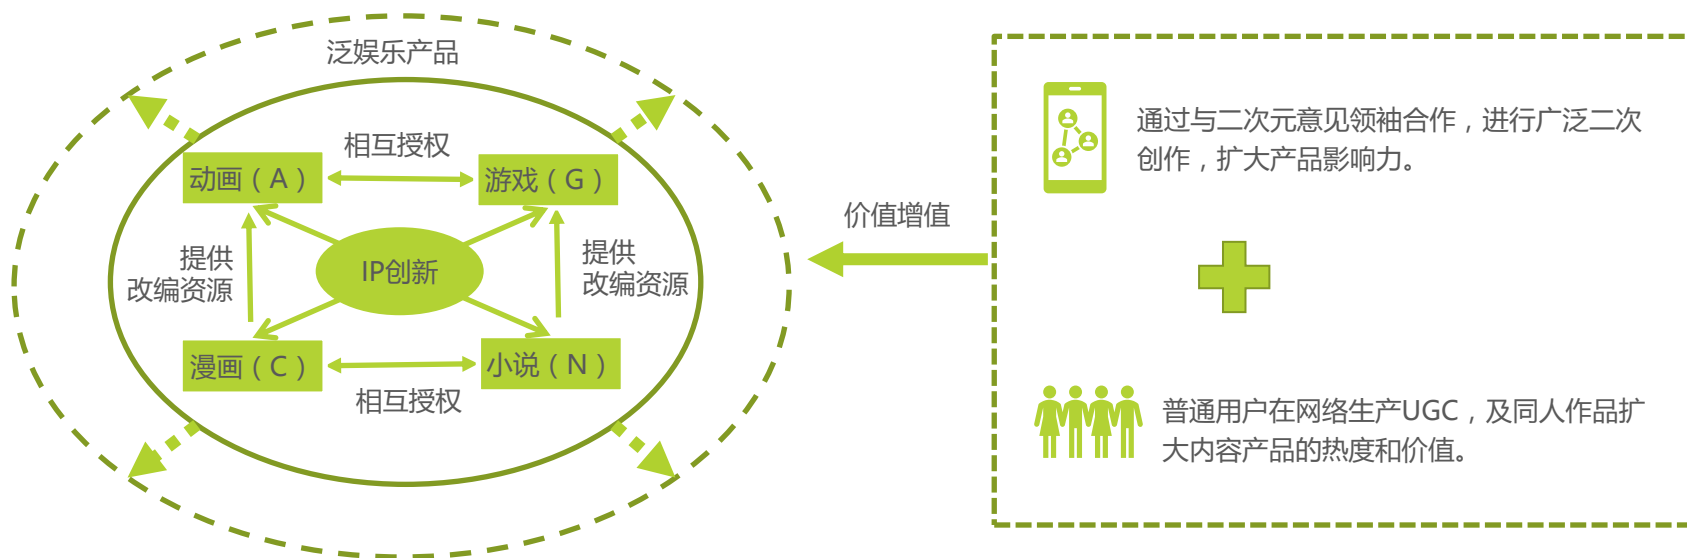 泛娱乐产品
相互授权
动画（A）
游戏（G）
提供
改编资源
IP创新
提供
改编资源
漫画（C）
小说（N）
相互授权
价值增值
通过与二次元意见领袖合作，进行广泛二次
创作，扩大产品影响力。
普通用户在网络生产UGC，及同人作品扩
大内容产品的热度和价值。